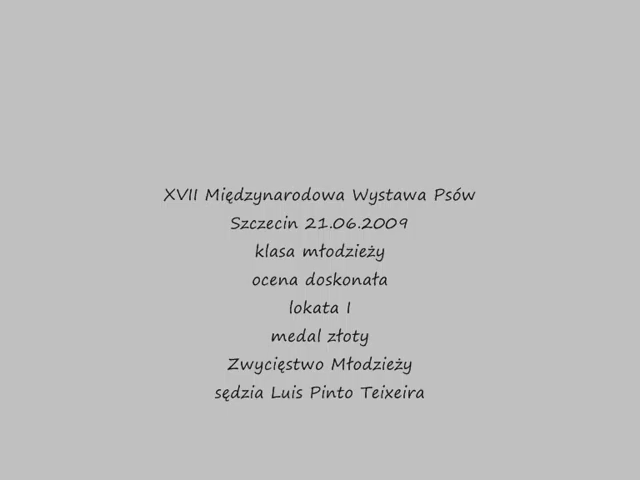 XVII Międzynarodowa Wystawa Psów
Szczecin 21.06.2009
klasa młodzieży
ocena doskonała
lokata I
medal złoty
Zwycięstwo Młodzieży
sędzia Luis Pinto Teixeira